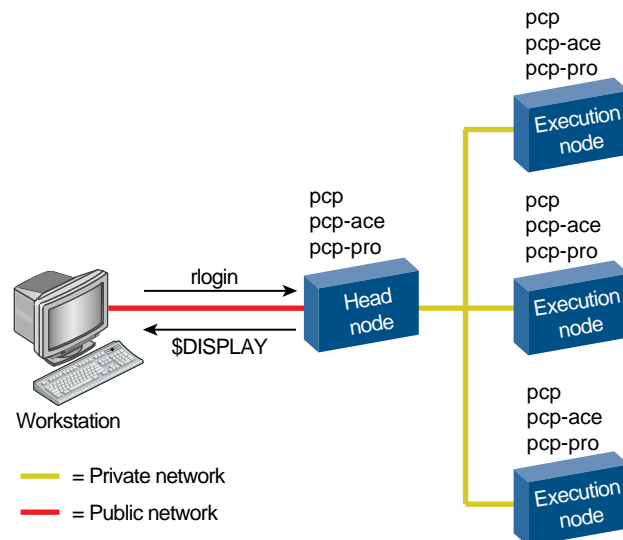 pcp
pcp-ace
pcp-pro
Execution
node
pcp
pcp-ace
pcp-pro
Head
node
pcp
pcp-ace
pcp-pro
Execution
node
rlogin
$DISPLAY
Workstation
pcp
pcp-ace
pcp-pro
Execution
node
= Private network
= Public network